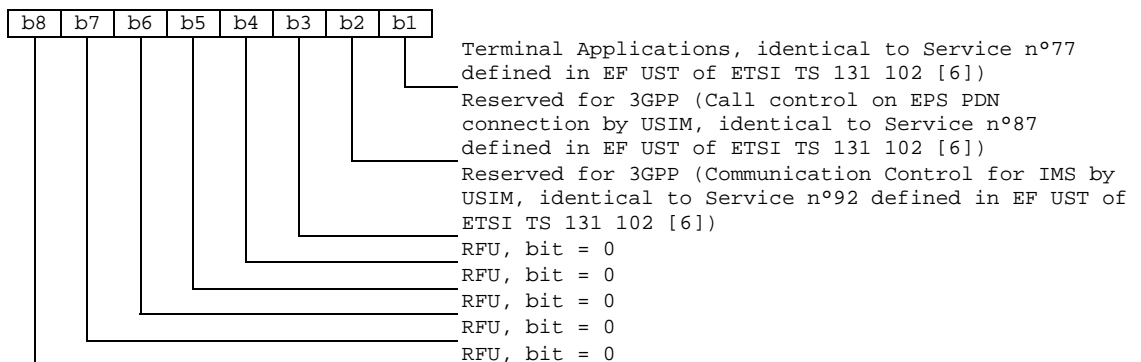 b8 b7 b6 b5 b4 b3 b2 b1
Terminal Applications, identical to Service n°77
defined in EF UST of ETSI TS 131 102 [6])
Reserved for 3GPP (Call control on EPS PDN
connection by USIM, identical to Service n°87
defined in EF UST of ETSI TS 131 102 [6])
Reserved for 3GPP (Communication Control for IMS by
USIM, identical to Service n°92 defined in EF UST of
ETSI TS 131 102 [6])
RFU, bit = 0
RFU, bit = 0
RFU, bit = 0
RFU, bit = 0
RFU, bit = 0